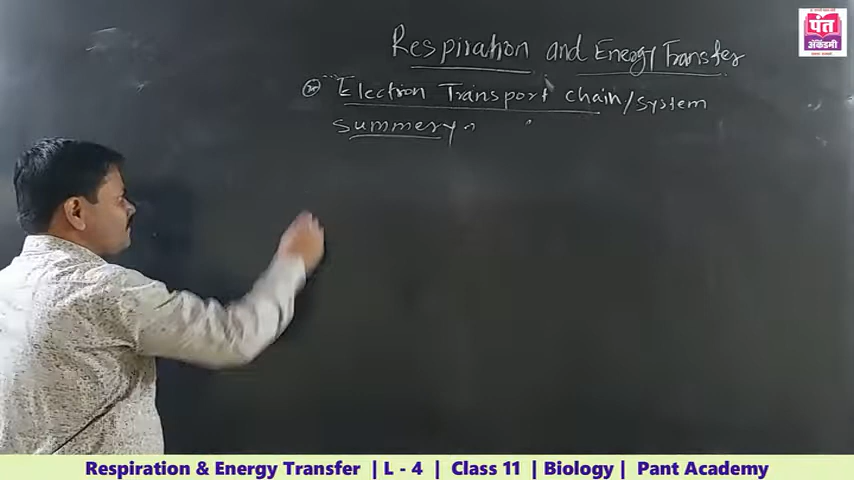 पंत
अ‍ॅकॅडमी
Respiration and Energy Transfer
Electron Transport chain/system
summery
Respiration & Energy Transfer | L - 4 | Class 11 | Biology | Pant Academy